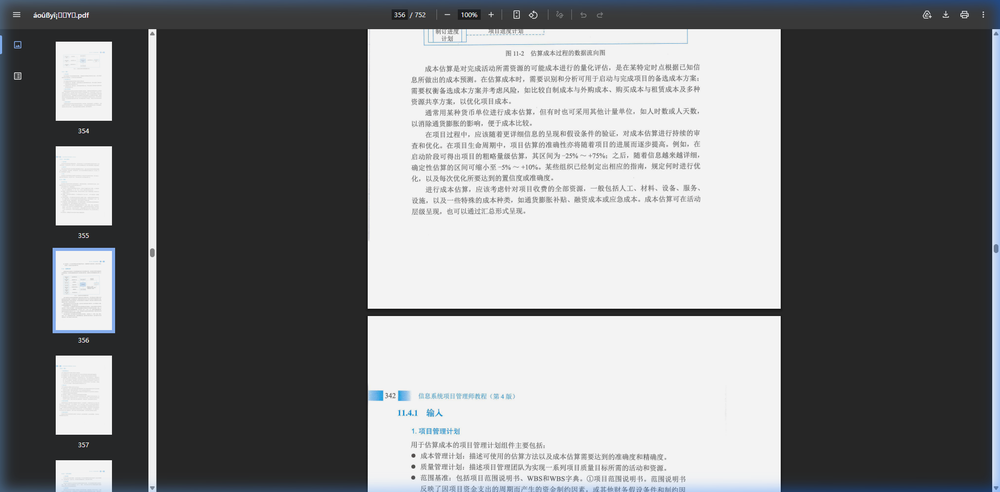 áoûßyî¡
Y
.pdf
356 / 752
100%
354
355
356
357
制订进度
计划
项目进度计划
图 11-2 估算成本过程的数据流向图
成本估算是对完成活动所需资源的可能成本进行的量化评估，是在某特定时点根据已知信
息所做出的成本预测。在估算成本时，需要识别和分析可用于启动与完成项目的备选成本方案；
需要权衡备选成本方案并考虑风险，如比较自制成本与外购成本、购买成本与租赁成本及多种
资源共享方案，以优化项目成本。
通常用某种货币单位进行成本估算，但有时也可采用其他计量单位，如人时数或人天数，
以消除通货膨胀的影响，便于成本比较。
在项目过程中，应该随着更详细信息的呈现和假设条件的验证，对成本估算进行持续的审
查和优化。在项目生命周期中，项目估算的准确性亦将随着项目的进展而逐步提高。例如，在
启动阶段可得出项目的粗略量级估算，其区间为 −25% ～ +75%；之后，随着信息越来越详细，
确定性估算的区间可缩小至 −5% ～ +10%。某些组织已经制定出相应的指南，规定何时进行优
化，以及每次优化所要达到的置信度或准确度。
进行成本估算，应该考虑针对项目收费的全部资源，一般包括人工、材料、设备、服务、
设施，以及一些特殊的成本种类，如通货膨胀补贴、融资成本或应急成本。成本估算可在活动
层级呈现，也可以通过汇总形式呈现。
342 信息系统项目管理师教程（第 4 版）
11.4.1 输入
1. 项目管理计划
用于估算成本的项目管理计划组件主要包括：
● 成本管理计划：描述可使用的估算方法以及成本估算需要达到的准确度和精确度。
● 质量管理计划：描述项目管理团队为实现一系列项目质量目标所需的活动和资源。
● 范围基准：包括项目范围说明书、WBS和WBS字典。①项目范围说明书。范围说明书
反映了因项目资金支出的周期而产生的资金制约因素，或其他财务假设条件和制约因